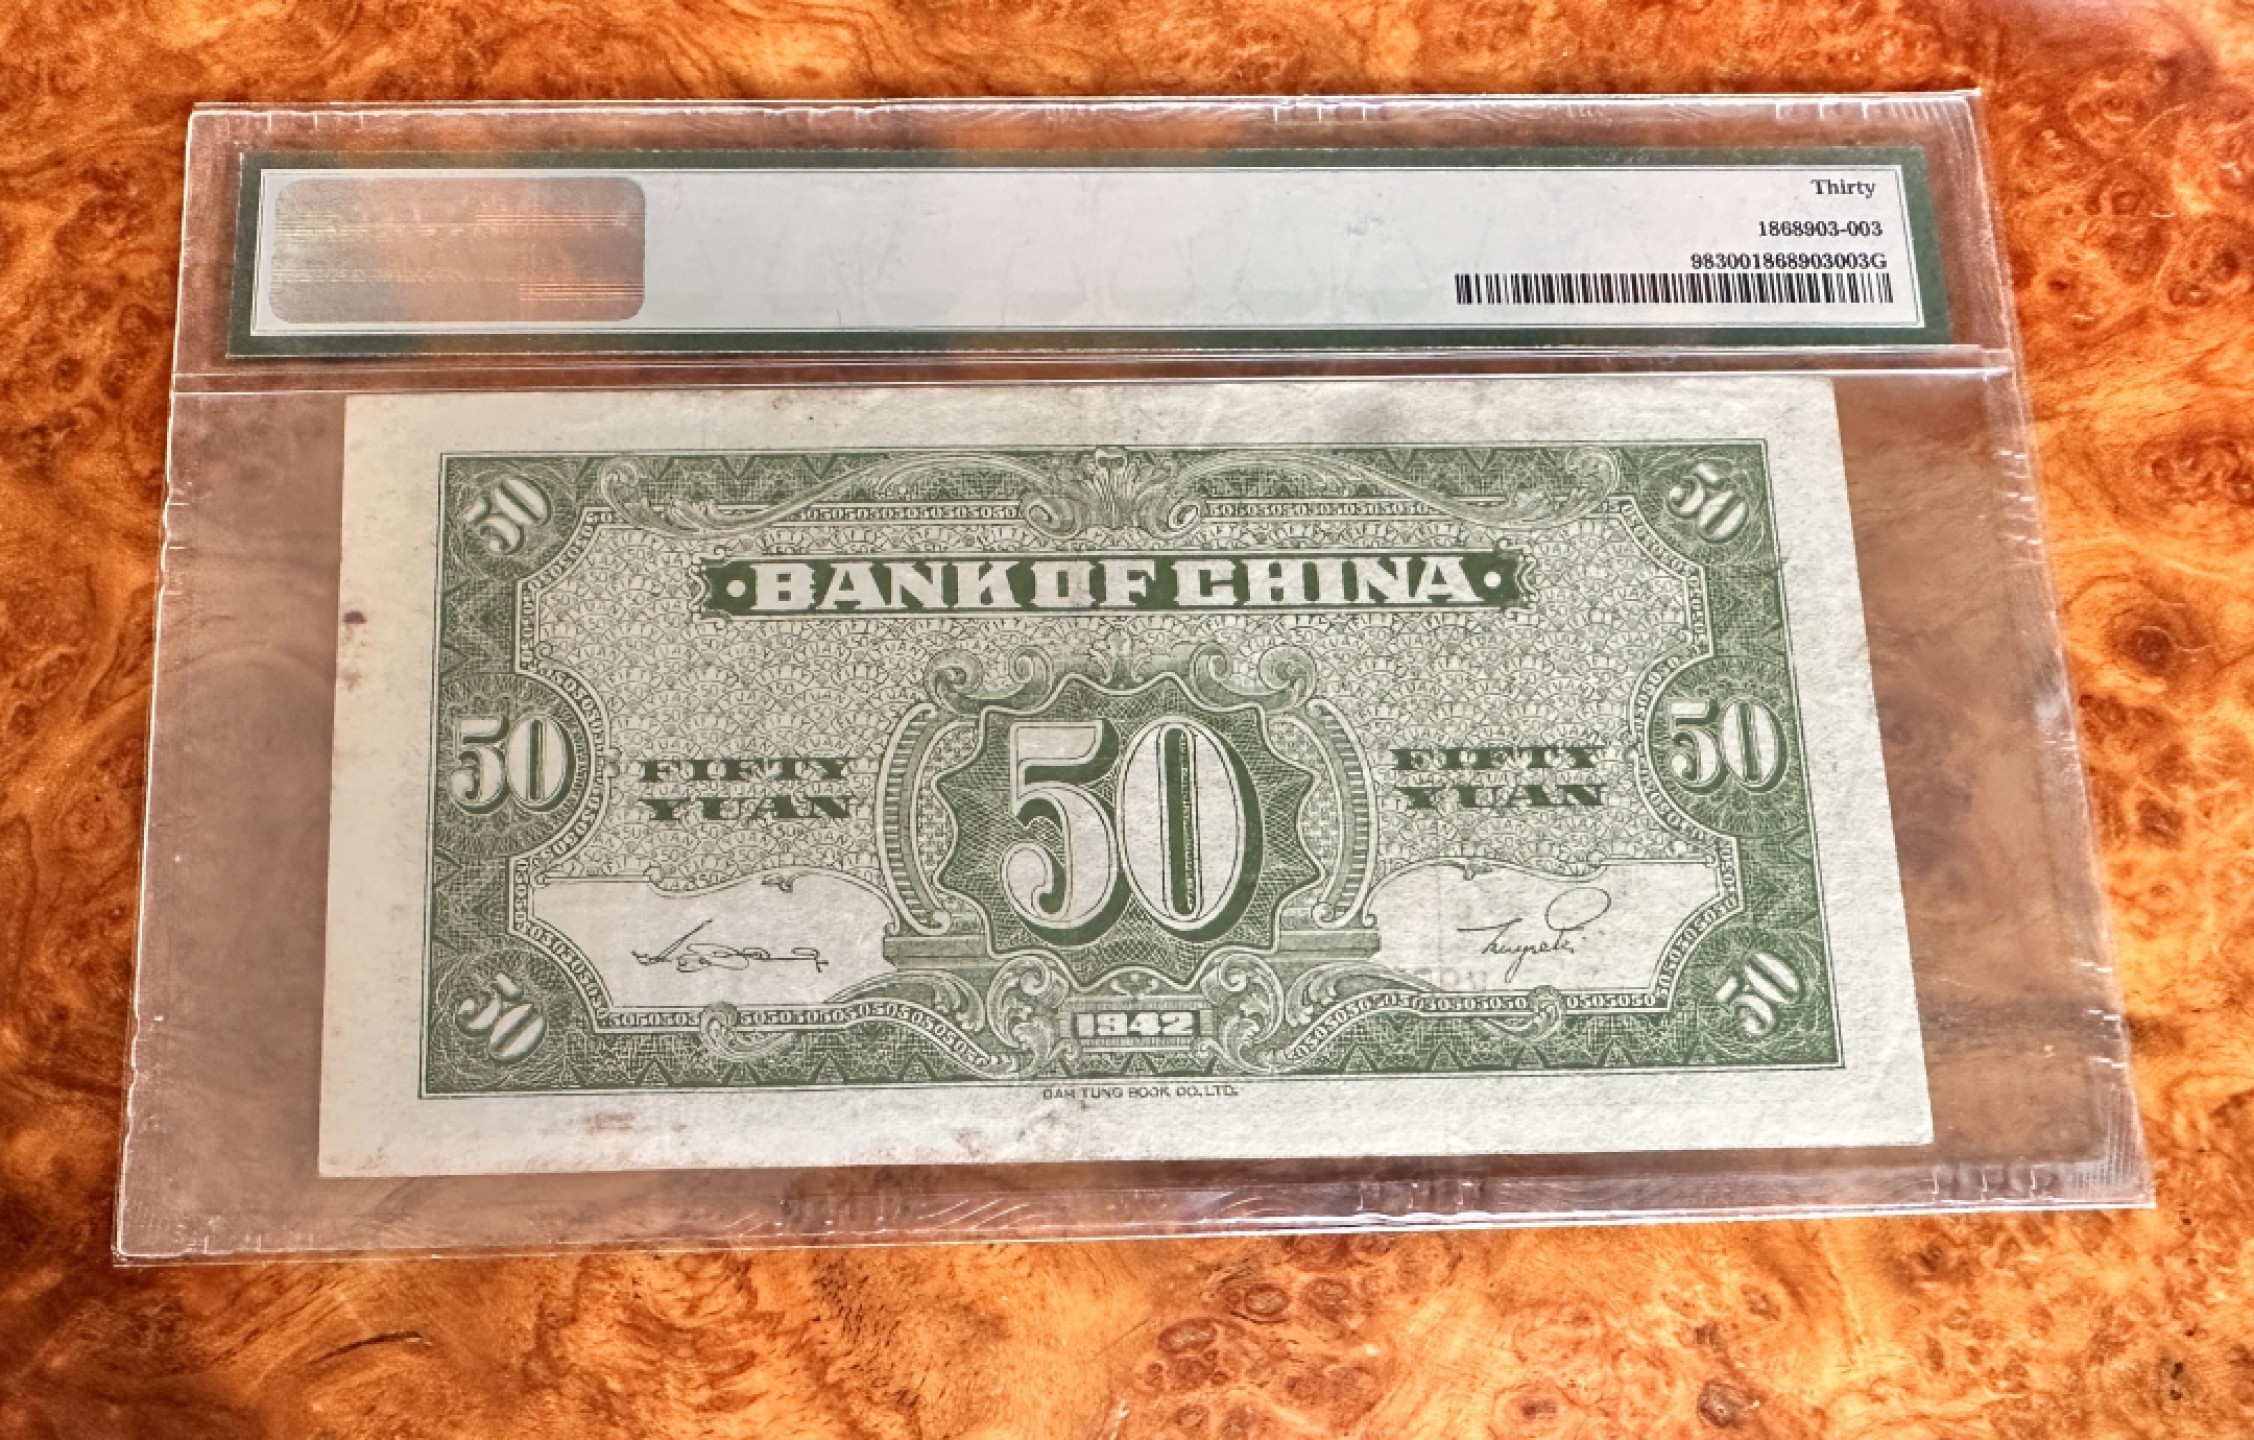 Thirty
1868903-003
983001868903003G
50 50
·BANK OF CHINA·
50 FIFTY YUAN 50 FIFTY YUAN 50
50 1942 50
DAH TUNG BOOK CO., LTD.